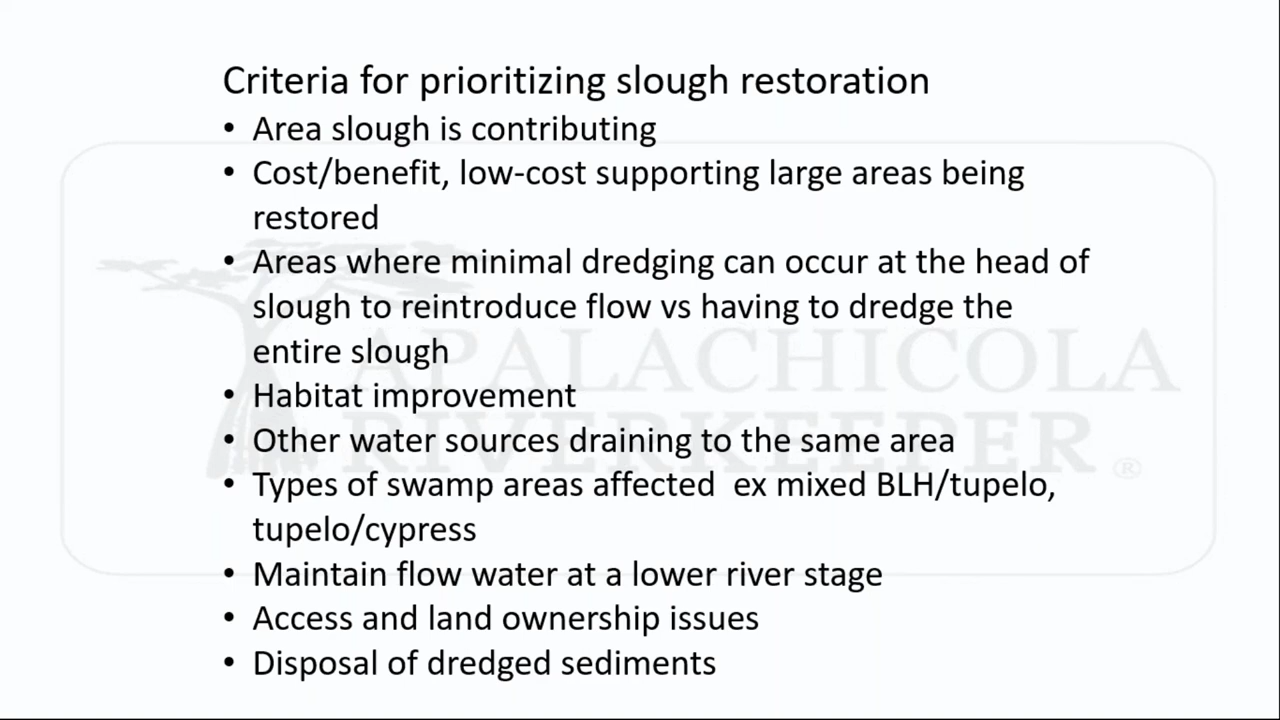 Criteria for prioritizing slough restoration
• Area slough is contributing
• Cost/benefit, low-cost supporting large areas being
restored
• Areas where minimal dredging can occur at the head of
slough to reintroduce flow vs having to dredge the
entire slough
• Habitat improvement
• Other water sources draining to the same area
• Types of swamp areas affected  ex mixed BLH/tupelo,
tupelo/cypress
• Maintain flow water at a lower river stage
• Access and land ownership issues
• Disposal of dredged sediments
APALACHICOLA
RIVERKEEPER®